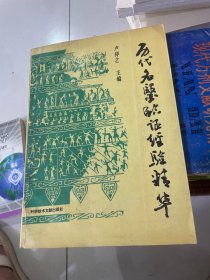 卢祥之 主编
历代名医临证经验精华
科学技术文献出版社